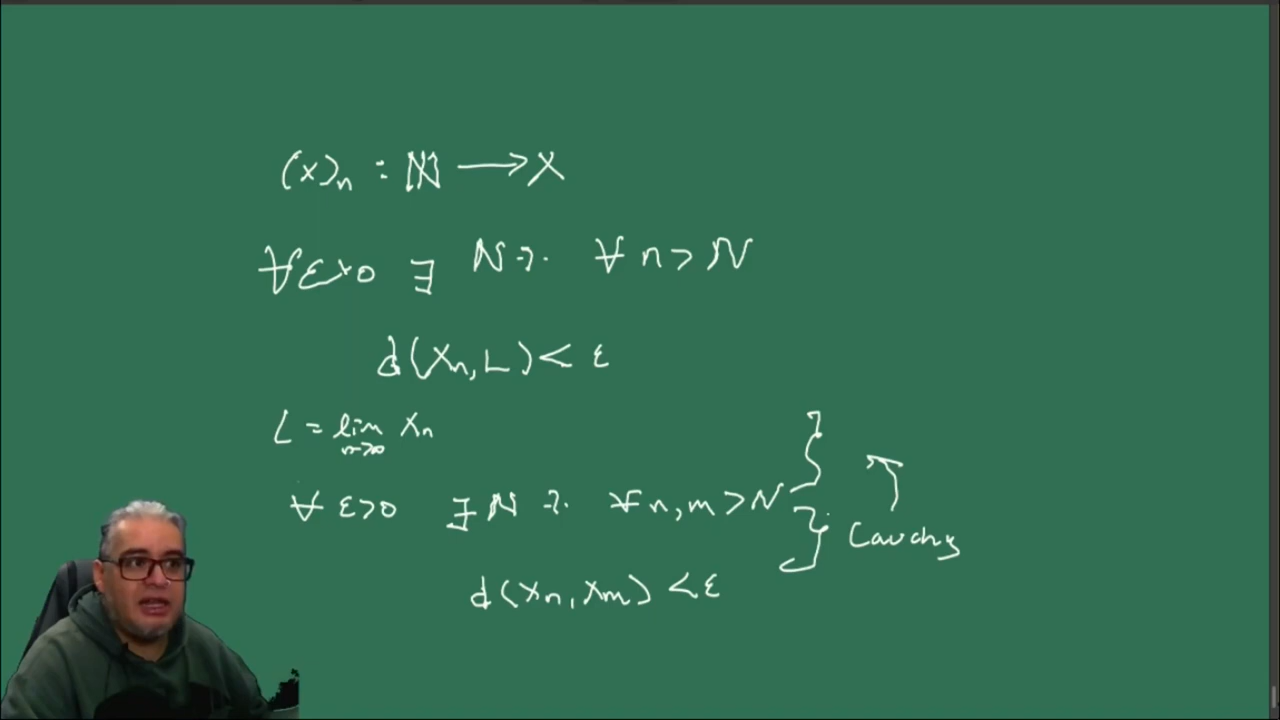 (x)ₙ : ℕ → X
∀ε>0 ∃ N ∋. ∀ n > N
d(xₙ, L) < ε
L = lim xₙ
n→∞
∀ ε>0 ∃ N ∋. ∀ n, m > N
Cauchy
d(xₙ, xₘ) < ε